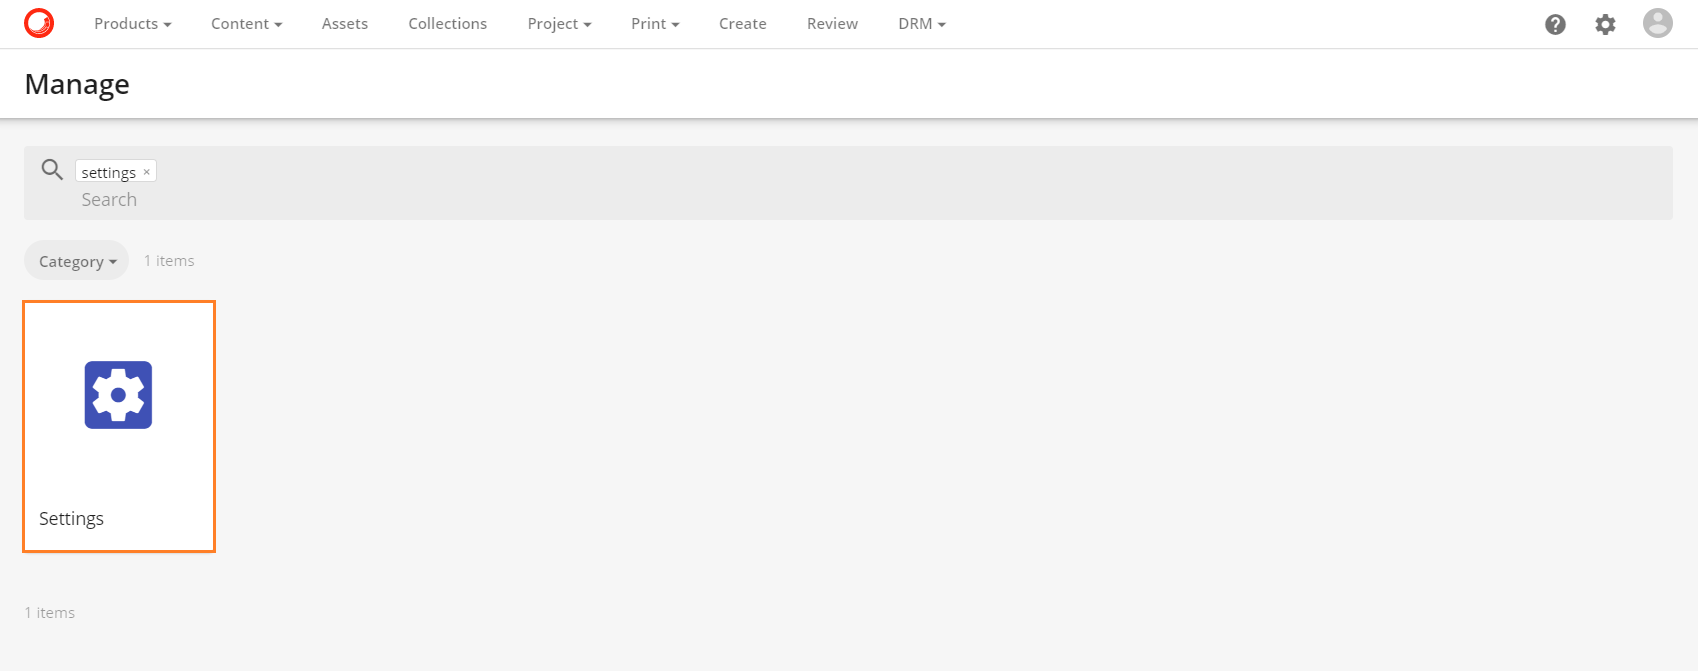 Products Content Assets Collections Project Print Create Review DRM
Manage
settings ×
Search
Category 1 items
Settings
1 items